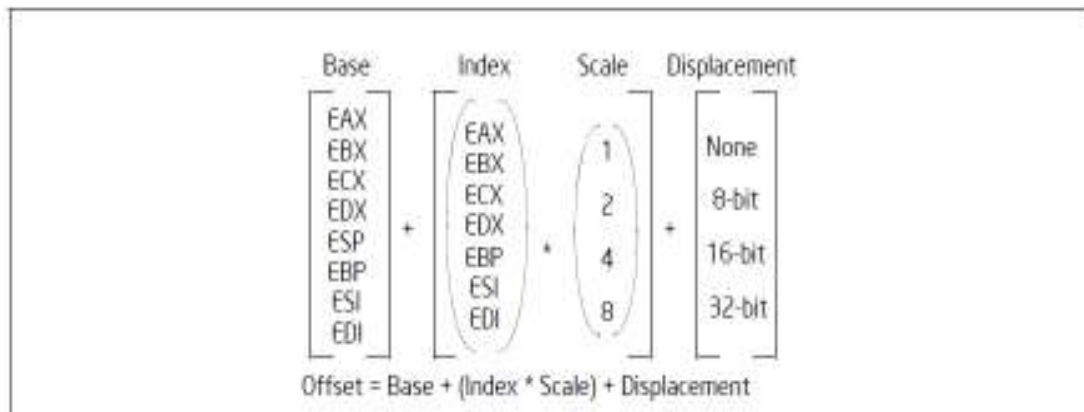 Base Index Scale Displacement
EAX
EBX
ECX
EDX
ESP
EBP
ESI
EDI
+
EAX
EBX
ECX
EDX
EBP
ESI
EDI
*
1
2
4
8
+
None
8-bit
16-bit
32-bit
Offset = Base + (Index * Scale) + Displacement